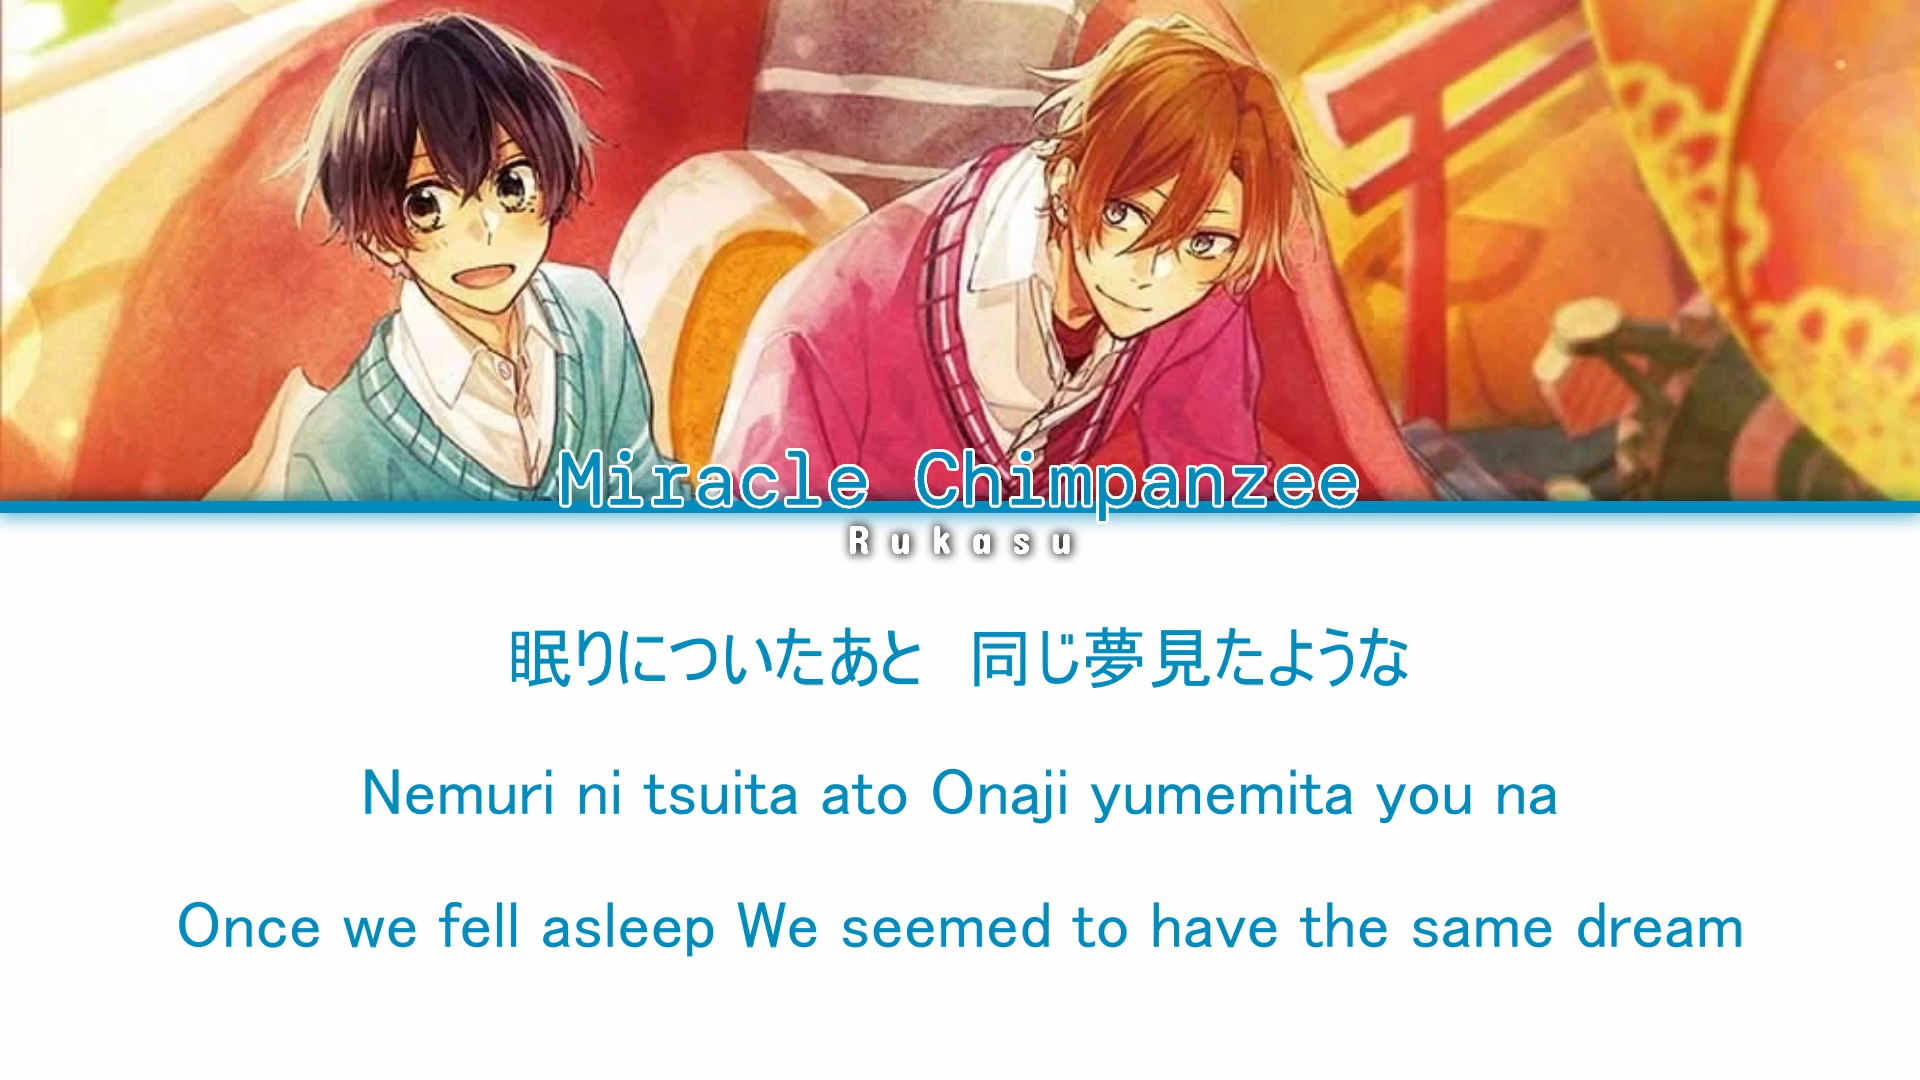 Miracle Chimpanzee
Rukasu
眠りについたあと　同じ夢見たような
Nemuri ni tsuita ato Onaji yumemita you na
Once we fell asleep We seemed to have the same dream